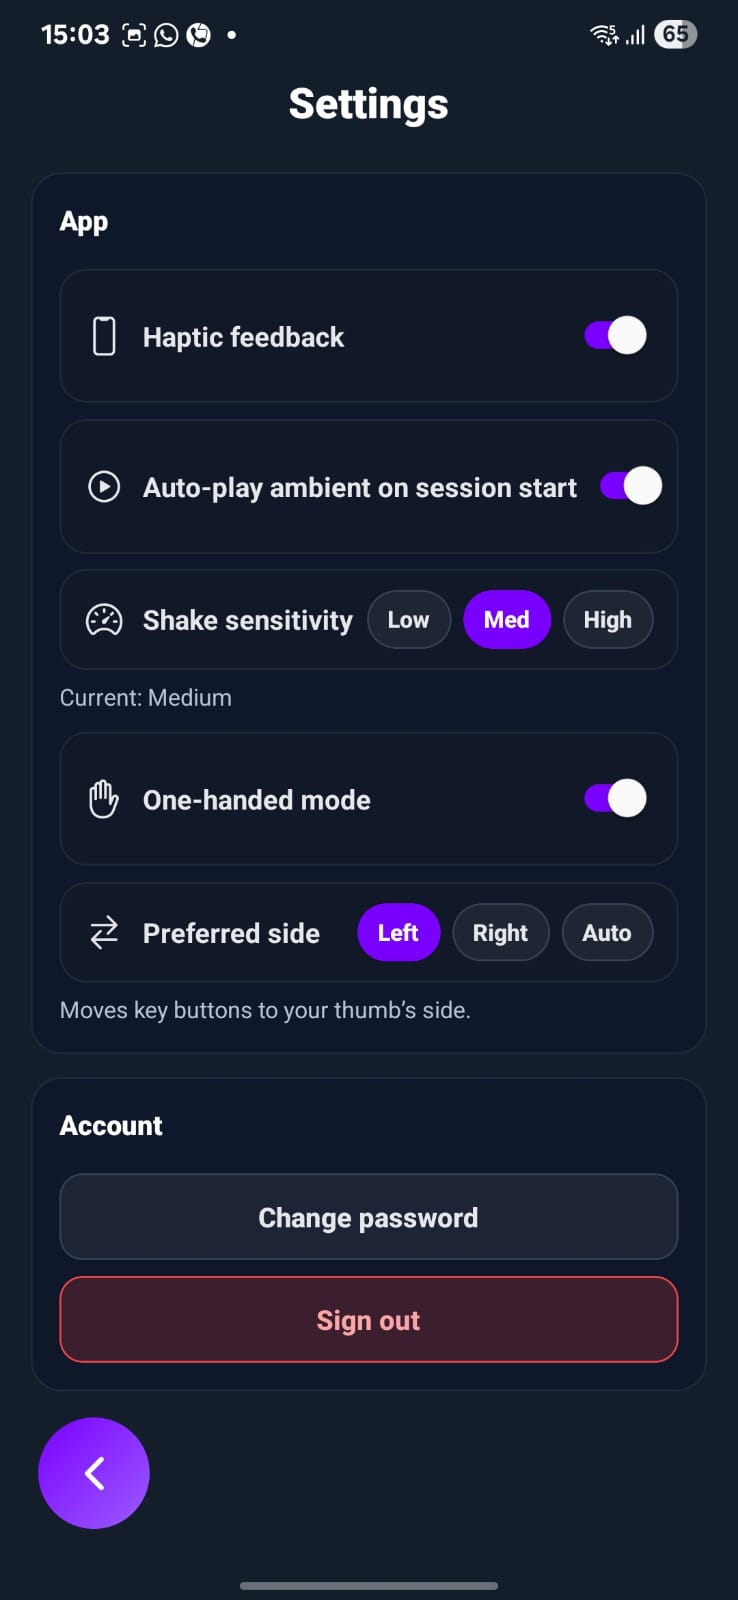 15:03
65
Settings
App
Haptic feedback
Auto-play ambient on session start
Shake sensitivity Low Med High
Current: Medium
One-handed mode
Preferred side Left Right Auto
Moves key buttons to your thumb’s side.
Account
Change password
Sign out